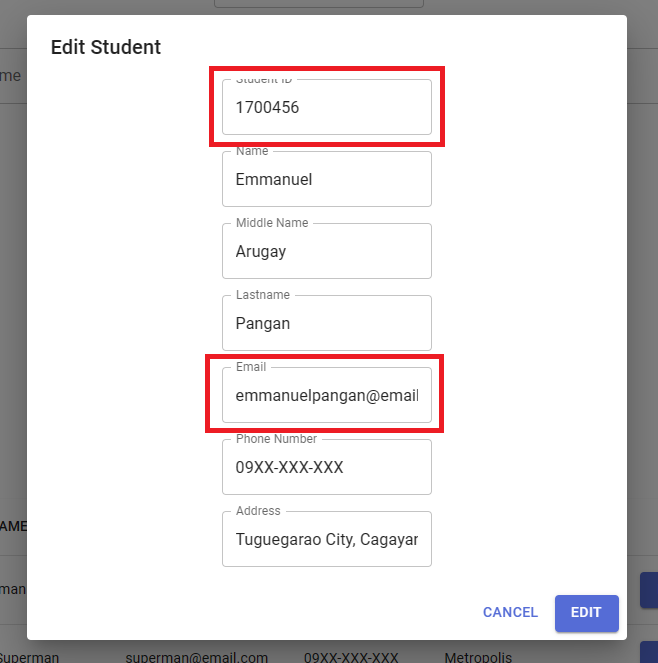 me
Edit Student
Student ID
1700456
Name
Emmanuel
Middle Name
Arugay
Lastname
Pangan
Email
emmanuelpangan@email
Phone Number
09XX-XXX-XXX
Address
Tuguegarao City, Cagayan
AME
man
CANCEL
EDIT
Superman
superman@email.com
09XX-XXX-XXX
Metropolis